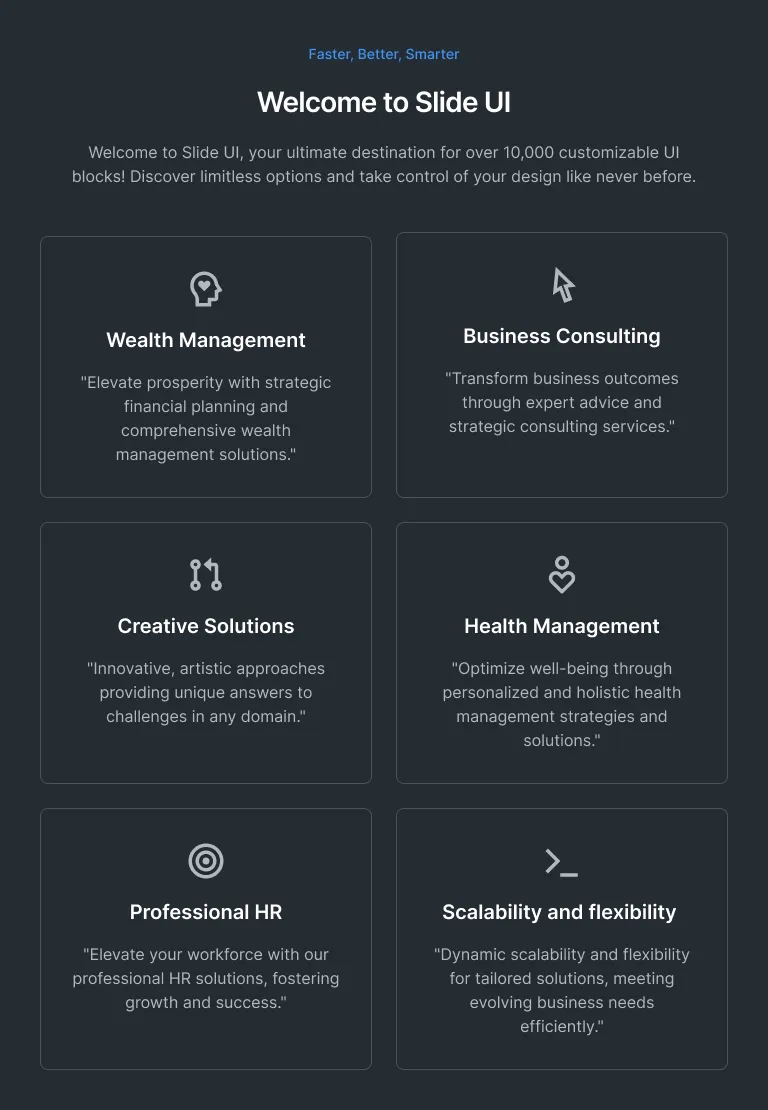 Faster, Better, Smarter
Welcome to Slide UI
Welcome to Slide UI, your ultimate destination for over 10,000 customizable UI
blocks! Discover limitless options and take control of your design like never before.
Wealth Management
"Elevate prosperity with strategic
financial planning and
comprehensive wealth
management solutions."
Business Consulting
"Transform business outcomes
through expert advice and
strategic consulting services."
Creative Solutions
"Innovative, artistic approaches
providing unique answers to
challenges in any domain."
Health Management
"Optimize well-being through
personalized and holistic health
management strategies and
solutions."
Professional HR
"Elevate your workforce with our
professional HR solutions, fostering
growth and success."
Scalability and flexibility
"Dynamic scalability and flexibility
for tailored solutions, meeting
evolving business needs
efficiently."